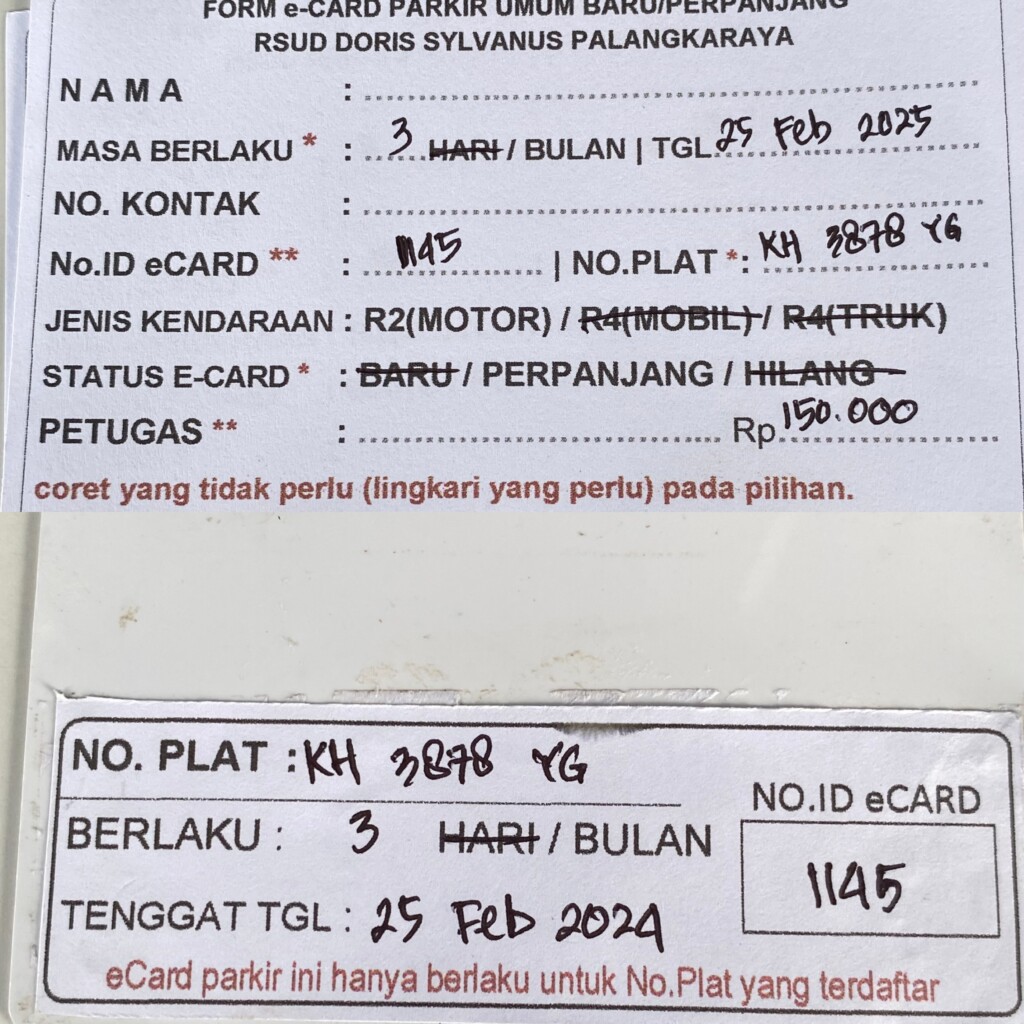 FORM e-CARD PARKIR UMUM BARU/PERPANJANG
RSUD DORIS SYLVANUS PALANGKARAYA
N A M A :
MASA BERLAKU * : 3 HARI / BULAN | TGL. 25 Feb 2025
NO. KONTAK :
No.ID eCARD ** : 1145 | NO.PLAT *: KH 3878 YG
JENIS KENDARAAN : R2(MOTOR) / R4(MOBIL) / R4(TRUK)
STATUS E-CARD * : BARU / PERPANJANG / HILANG
PETUGAS ** : Rp 150.000
coret yang tidak perlu (lingkari yang perlu) pada pilihan.
NO. PLAT : KH 3878 YG
BERLAKU : 3 HARI / BULAN
TENGGAT TGL : 25 Feb 2024
NO.ID eCARD
1145
eCard parkir ini hanya berlaku untuk No.Plat yang terdaftar